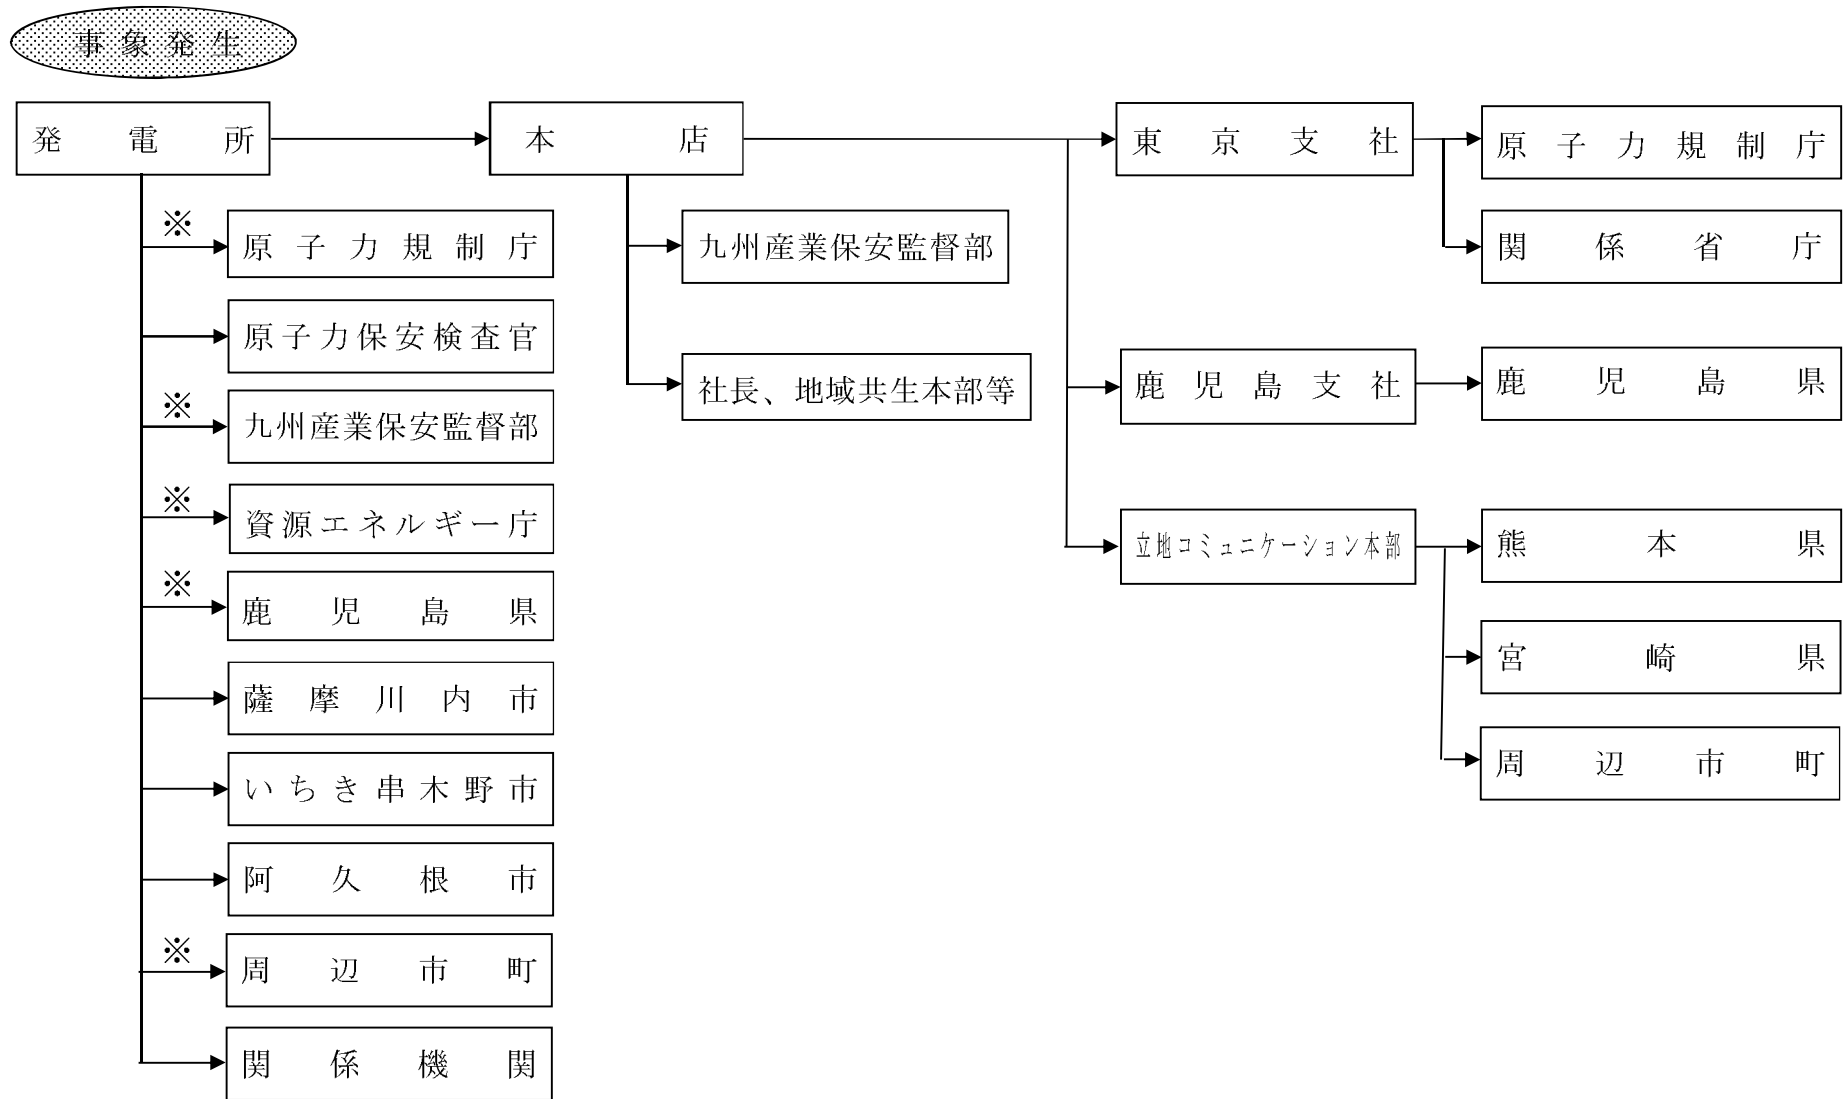 事象発生
発電所
本店
東京支社
原子力規制庁
※
原子力規制庁
九州産業保安監督部
関係省庁
原子力保安検査官
社長、地域共生本部等
鹿児島支社
鹿児島県
※
九州産業保安監督部
※
資源エネルギー庁
立地コミュニケーション本部
熊本県
※
鹿児島県
宮崎県
薩摩川内市
周辺市町
いちき串木野市
阿久根市
※
周辺市町
関係機関